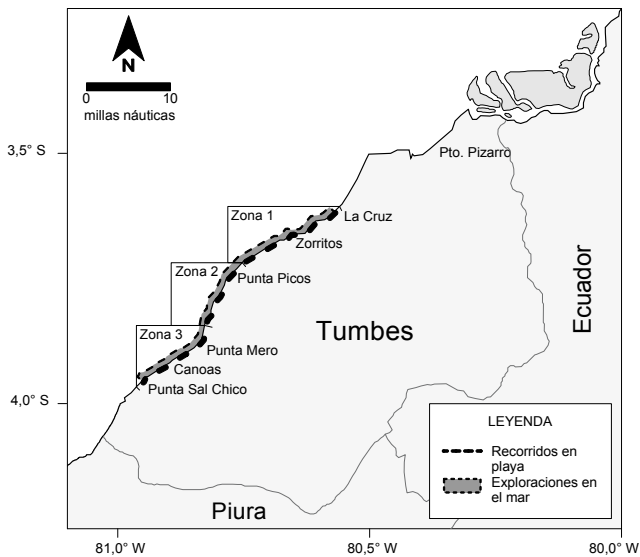 N
0 10
millas náuticas
3,5° S
Pto. Pizarro
Zona 1
La Cruz
Zorritos
Zona 2
Punta Picos
Ecuador
Zona 3
Tumbes
Punta Mero
Canoas
Punta Sal Chico
4,0° S
LEYENDA
Recorridos en
playa
Exploraciones en
el mar
Piura
81,0° W 80,5° W 80,0° W